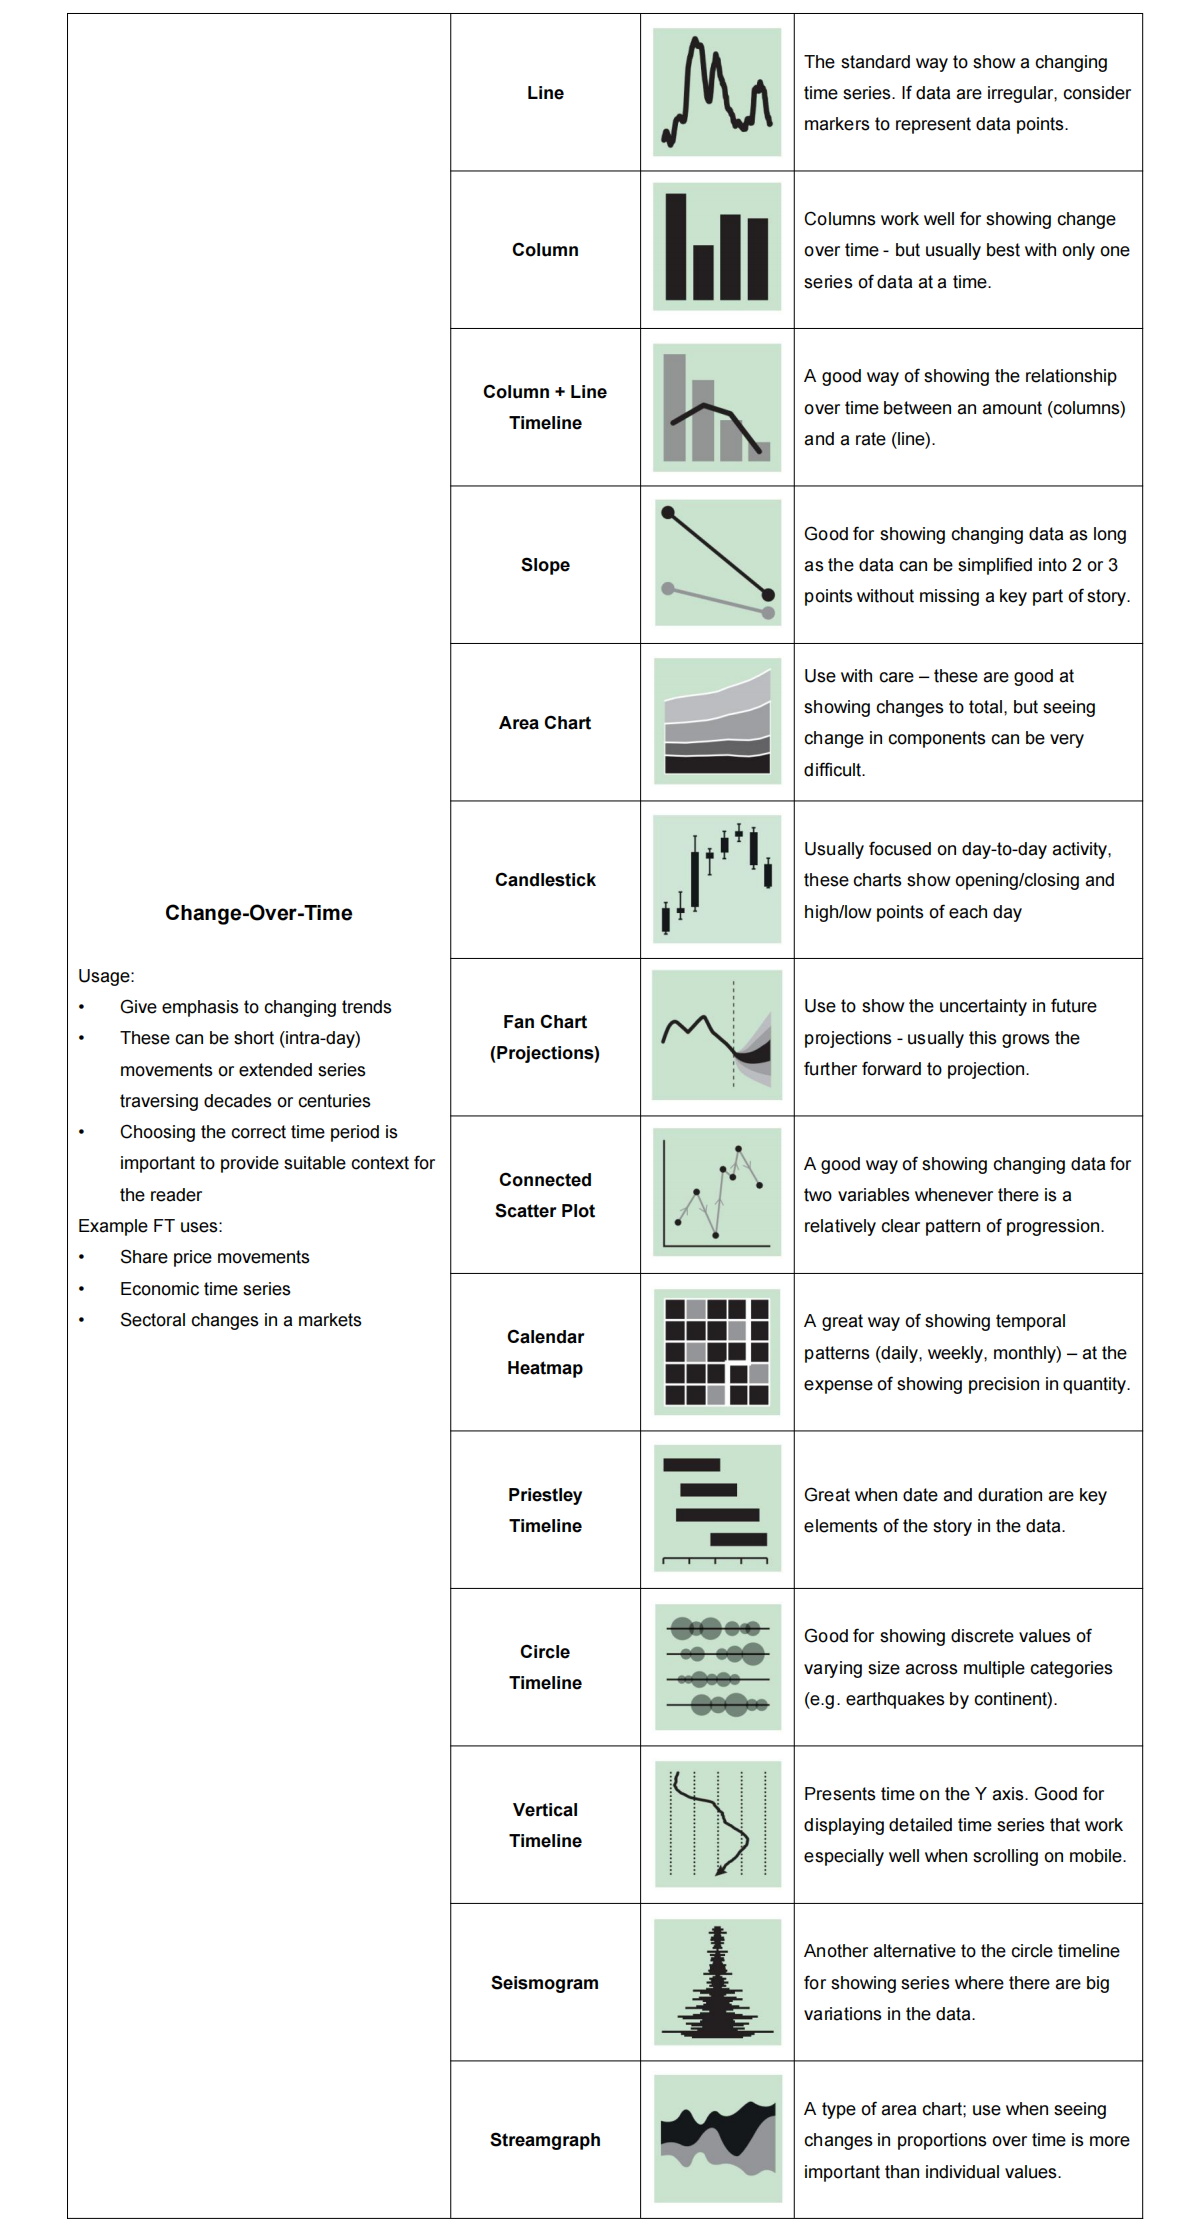 Change-Over-Time
Usage:
• Give emphasis to changing trends
• These can be short (intra-day)
movements or extended series
traversing decades or centuries
• Choosing the correct time period is
important to provide suitable context for
the reader
Example FT uses:
• Share price movements
• Economic time series
• Sectoral changes in a markets
Line
The standard way to show a changing
time series. If data are irregular, consider
markers to represent data points.
Column
Columns work well for showing change
over time - but usually best with only one
series of data at a time.
Column + Line
Timeline
A good way of showing the relationship
over time between an amount (columns)
and a rate (line).
Slope
Good for showing changing data as long
as the data can be simplified into 2 or 3
points without missing a key part of story.
Area Chart
Use with care – these are good at
showing changes to total, but seeing
change in components can be very
difficult.
Candlestick
Usually focused on day-to-day activity,
these charts show opening/closing and
high/low points of each day
Fan Chart
(Projections)
Use to show the uncertainty in future
projections - usually this grows the
further forward to projection.
Connected
Scatter Plot
A good way of showing changing data for
two variables whenever there is a
relatively clear pattern of progression.
Calendar
Heatmap
A great way of showing temporal
patterns (daily, weekly, monthly) – at the
expense of showing precision in quantity.
Priestley
Timeline
Great when date and duration are key
elements of the story in the data.
Circle
Timeline
Good for showing discrete values of
varying size across multiple categories
(e.g. earthquakes by continent).
Vertical
Timeline
Presents time on the Y axis. Good for
displaying detailed time series that work
especially well when scrolling on mobile.
Seismogram
Another alternative to the circle timeline
for showing series where there are big
variations in the data.
Streamgraph
A type of area chart; use when seeing
changes in proportions over time is more
important than individual values.